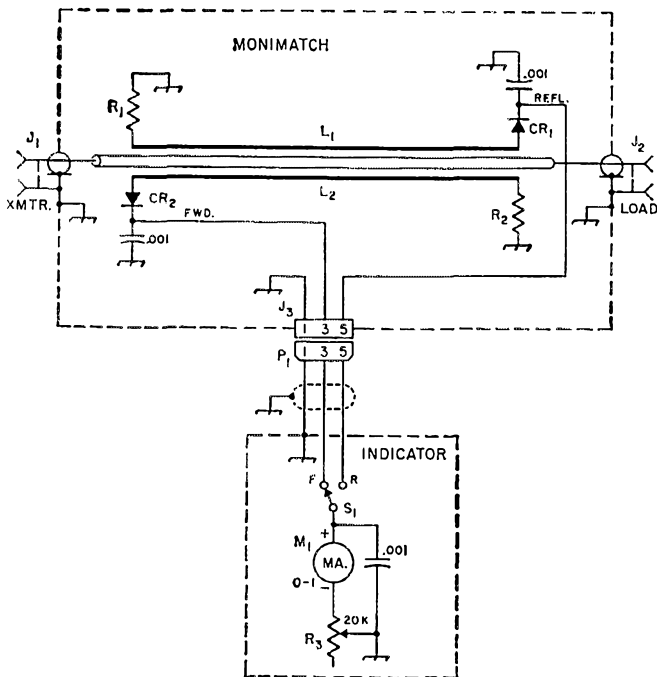 MONIMATCH
.001
R1
REFL.
J1
L1
CR1
J2
L2
XMTR.
CR2
FWD.
R2
LOAD
.001
J3
1 3 5
P1
1 3 5
INDICATOR
F R
S1
+
M1
MA.
.001
0-1
-
20K
R3